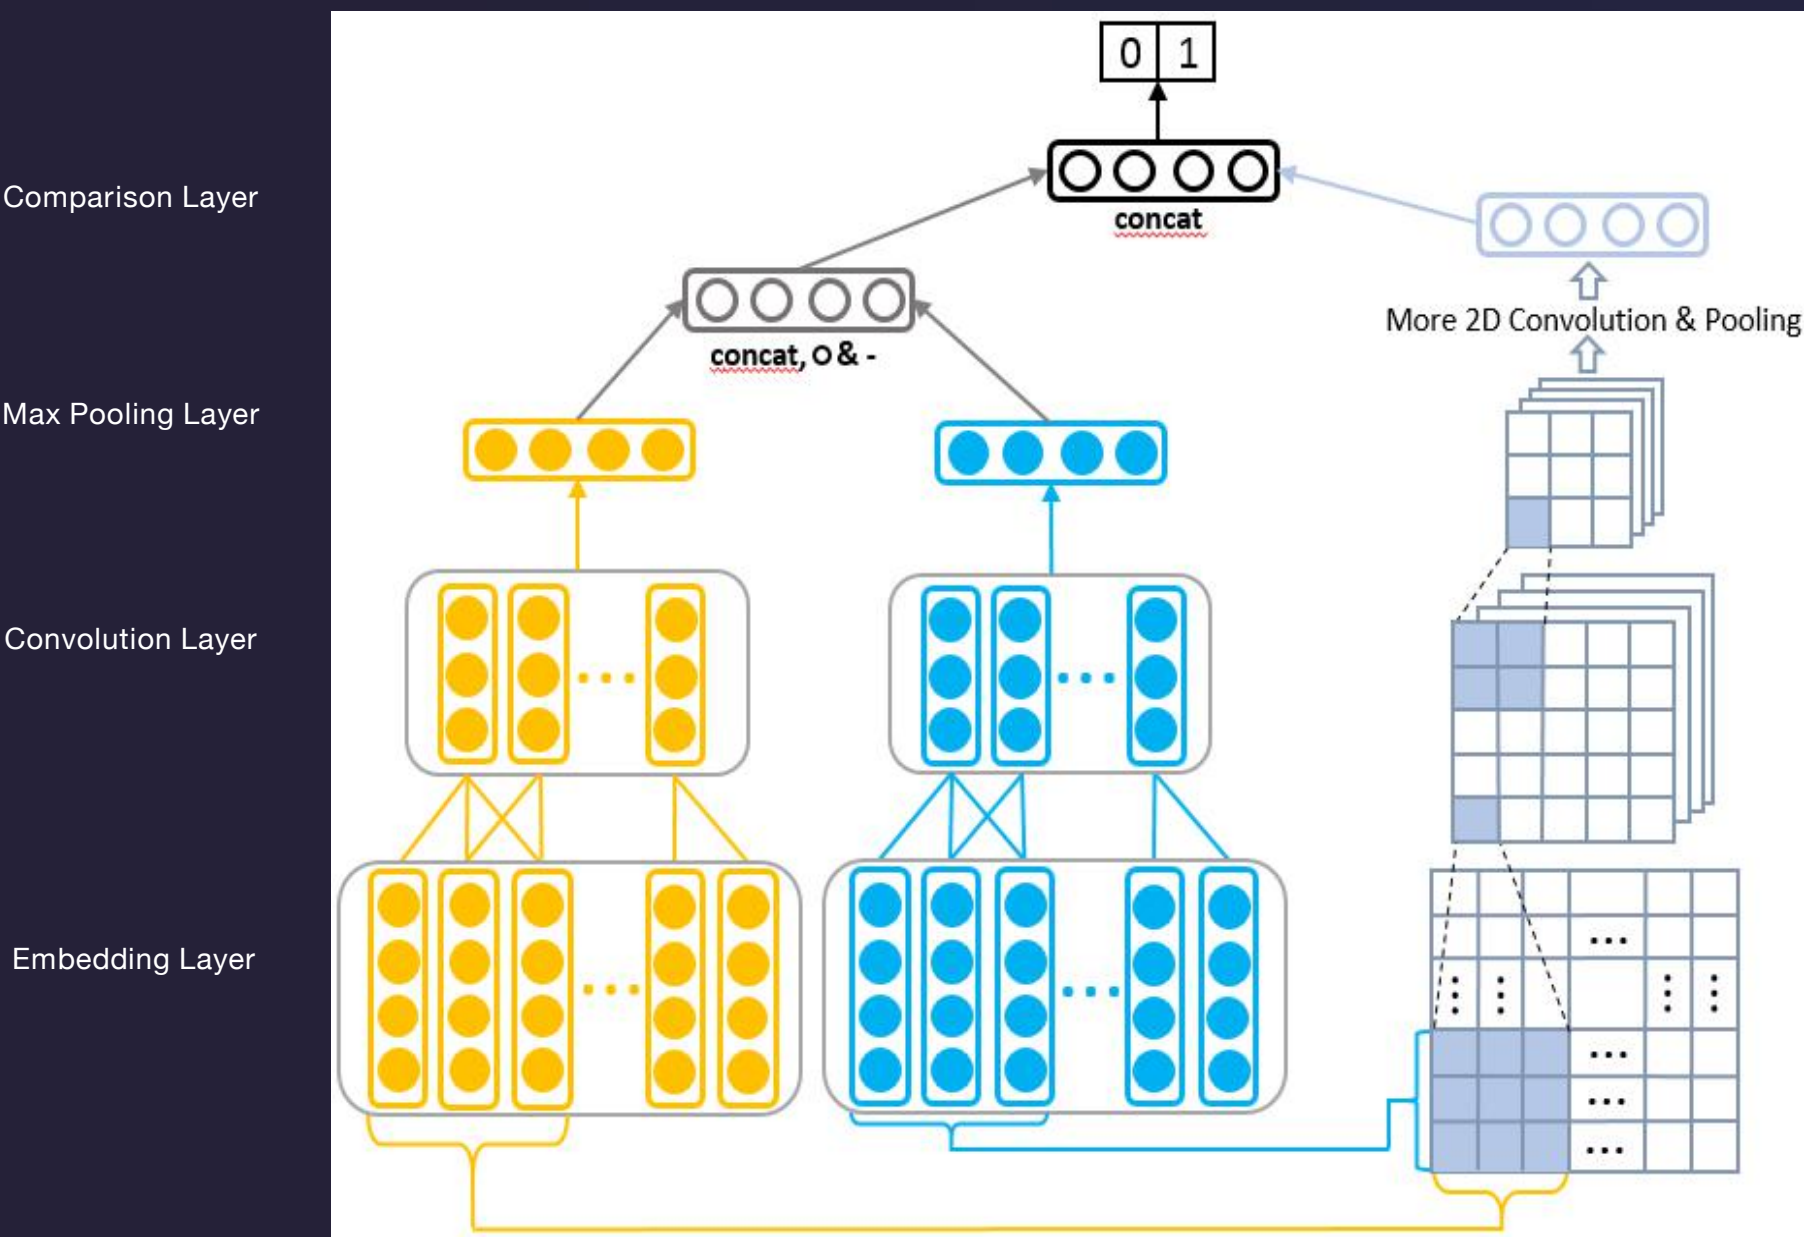 0 1
concat
Comparison Layer
More 2D Convolution & Pooling
concat, O & -
Max Pooling Layer
Convolution Layer
Embedding Layer